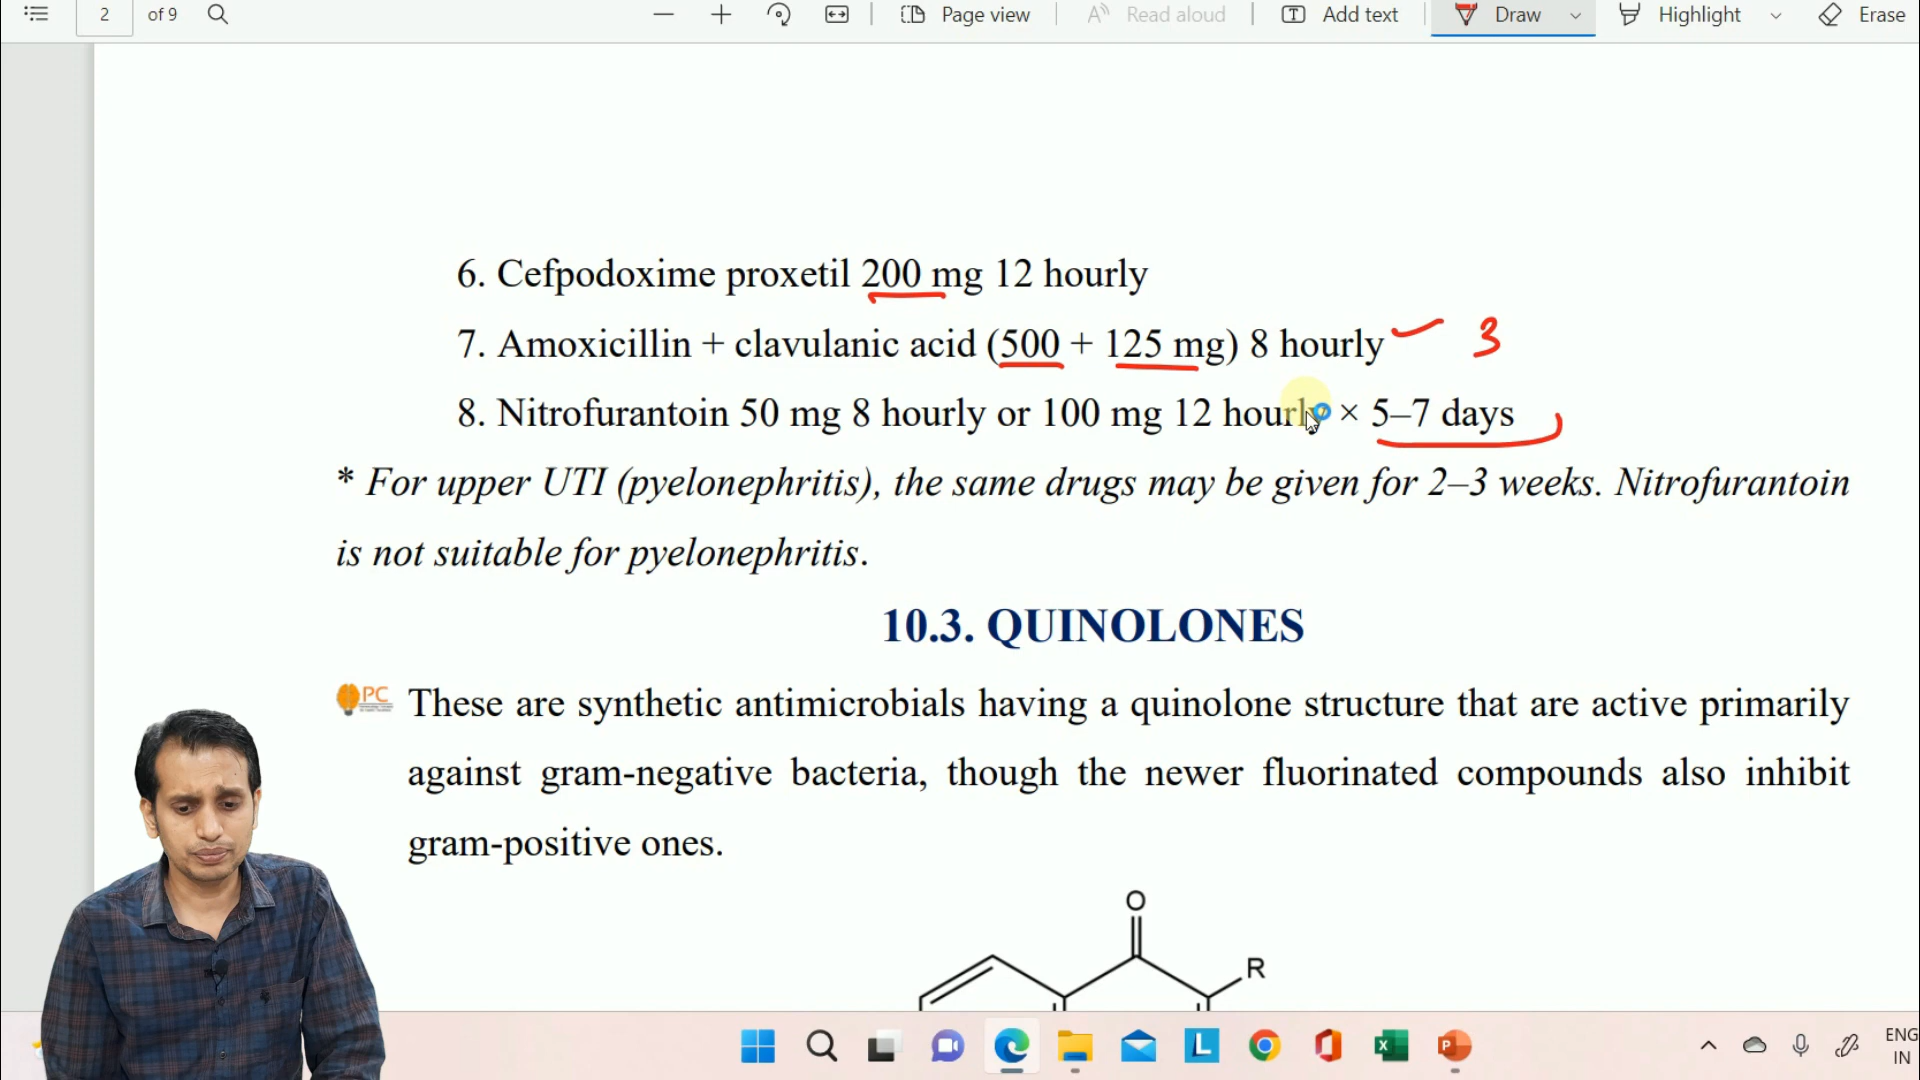 2 of 9 Page view Read aloud Add text Draw Highlight Erase
6. Cefpodoxime proxetil 200 mg 12 hourly
7. Amoxicillin + clavulanic acid (500 + 125 mg) 8 hourly 3
8. Nitrofurantoin 50 mg 8 hourly or 100 mg 12 hourly × 5–7 days
* For upper UTI (pyelonephritis), the same drugs may be given for 2–3 weeks. Nitrofurantoin
is not suitable for pyelonephritis.
10.3. QUINOLONES
PC These are synthetic antimicrobials having a quinolone structure that are active primarily
against gram-negative bacteria, though the newer fluorinated compounds also inhibit
gram-positive ones.
O
R
ENG
IN